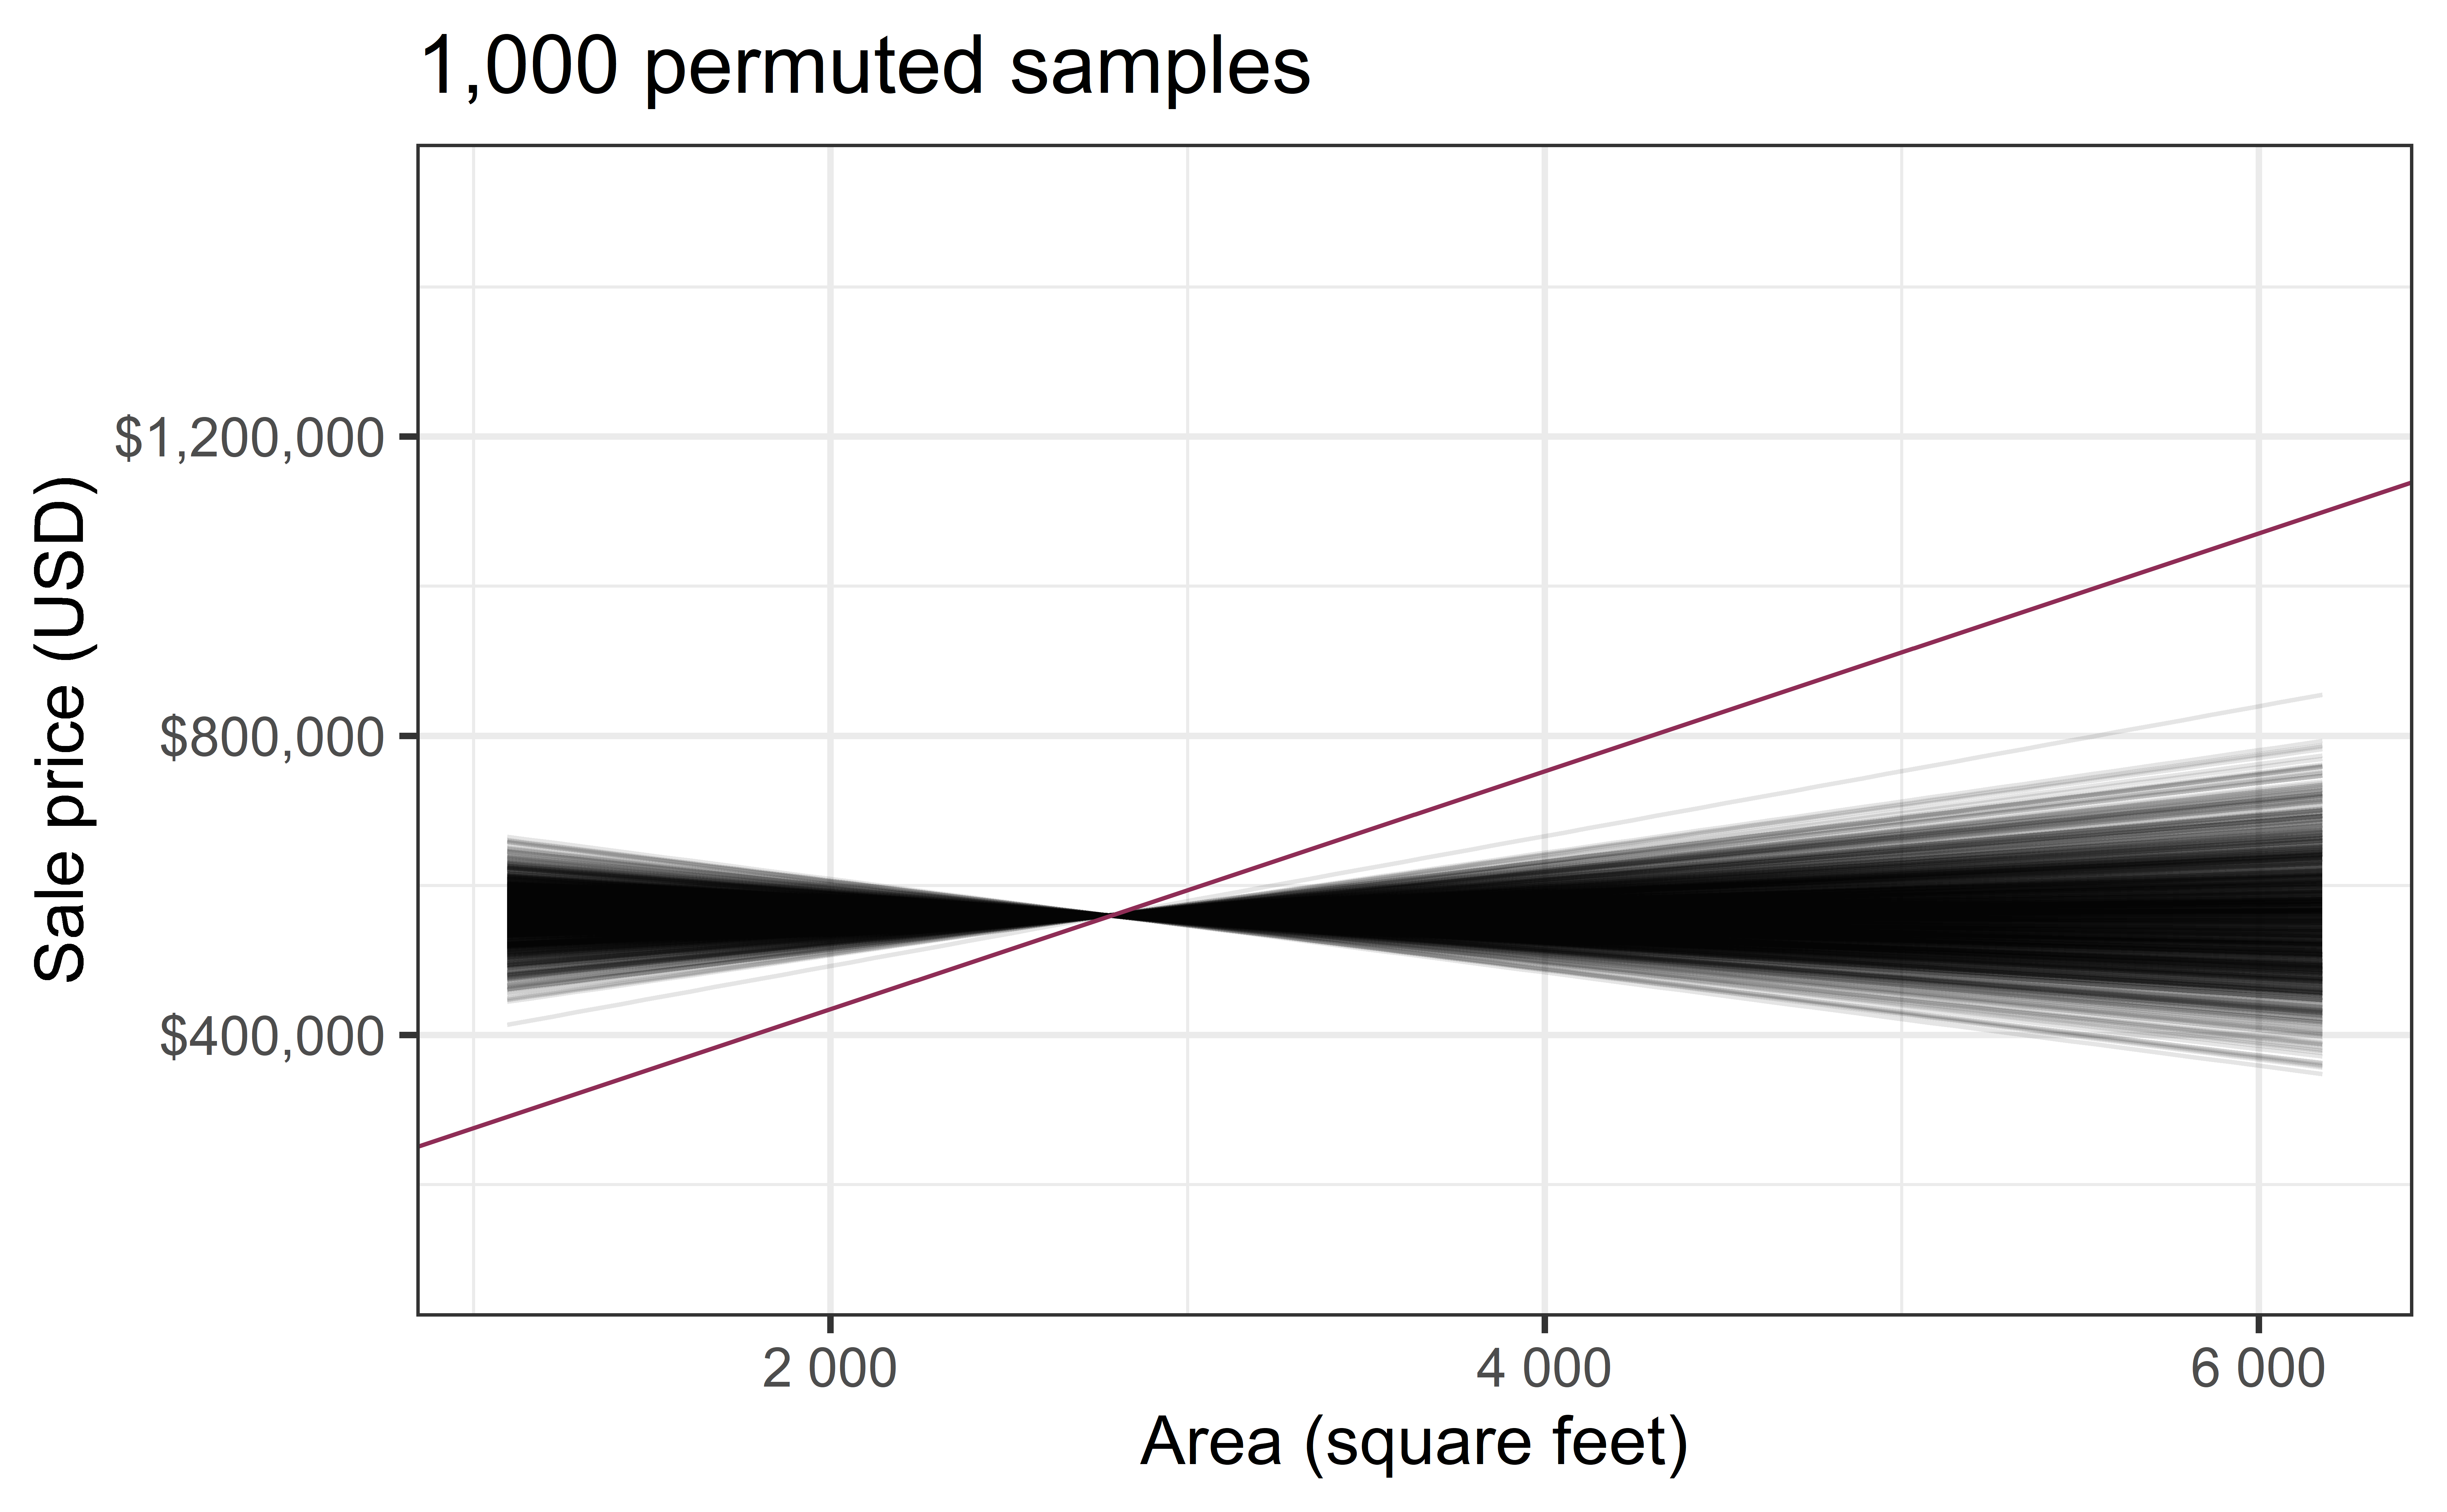 1,000 permuted samples
$1,200,000
$800,000
$400,000
Sale price (USD)
2 000
4 000
6 000
Area (square feet)